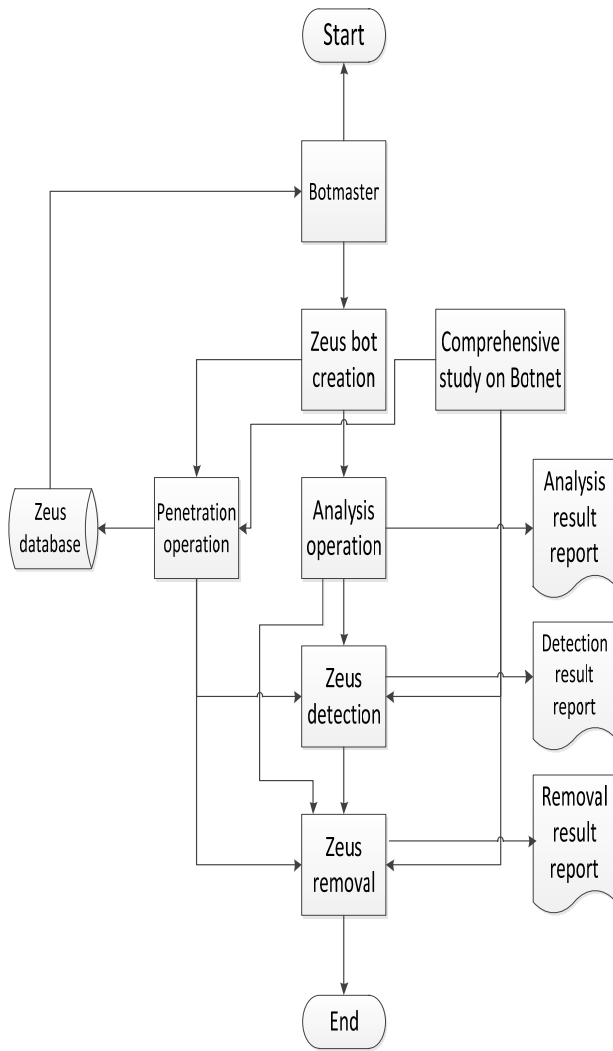 Start
Botmaster
Zeus bot
creation
Comprehensive
study on Botnet
Zeus
database
Penetration
operation
Analysis
operation
Analysis
result
report
Zeus
detection
Detection
result
report
Zeus
removal
Removal
result
report
End